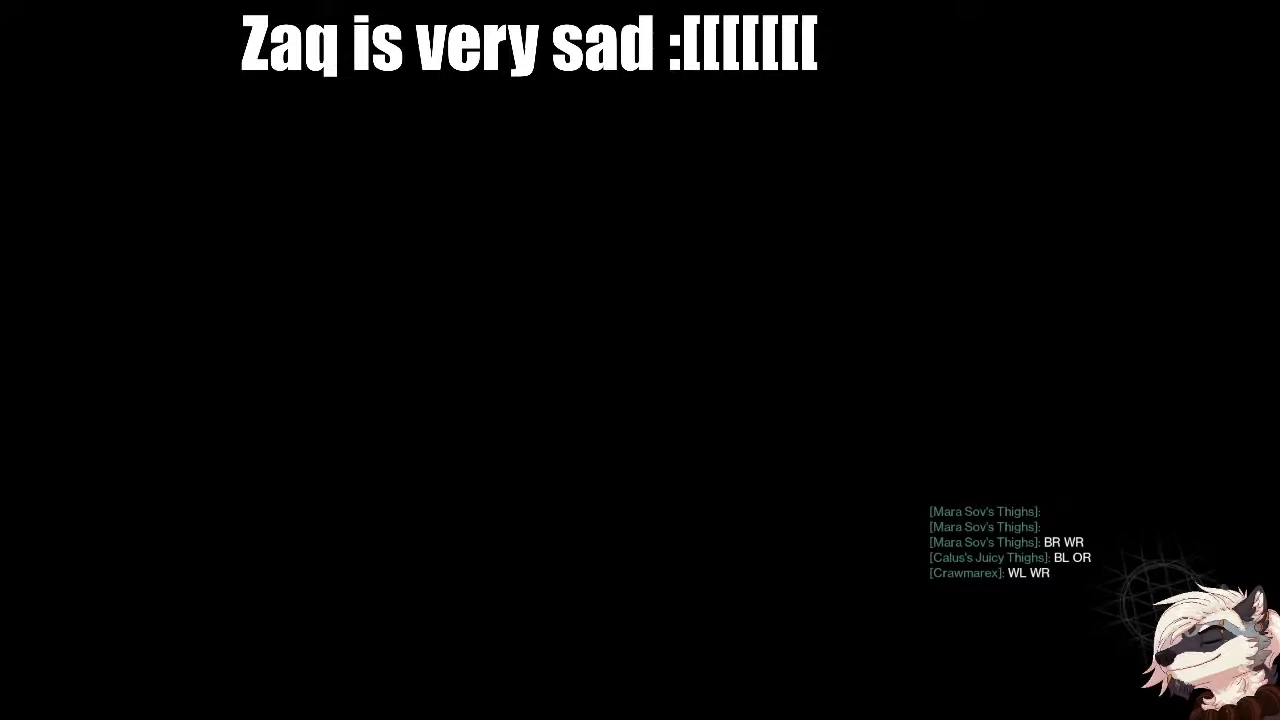 Zaq is very sad :[[[[[[[
[Mara Sov's Thighs]:
[Mara Sov's Thighs]:
[Mara Sov's Thighs]: BR WR
[Calus's Juicy Thighs]: BL OR
[Crawmarex]: WL WR